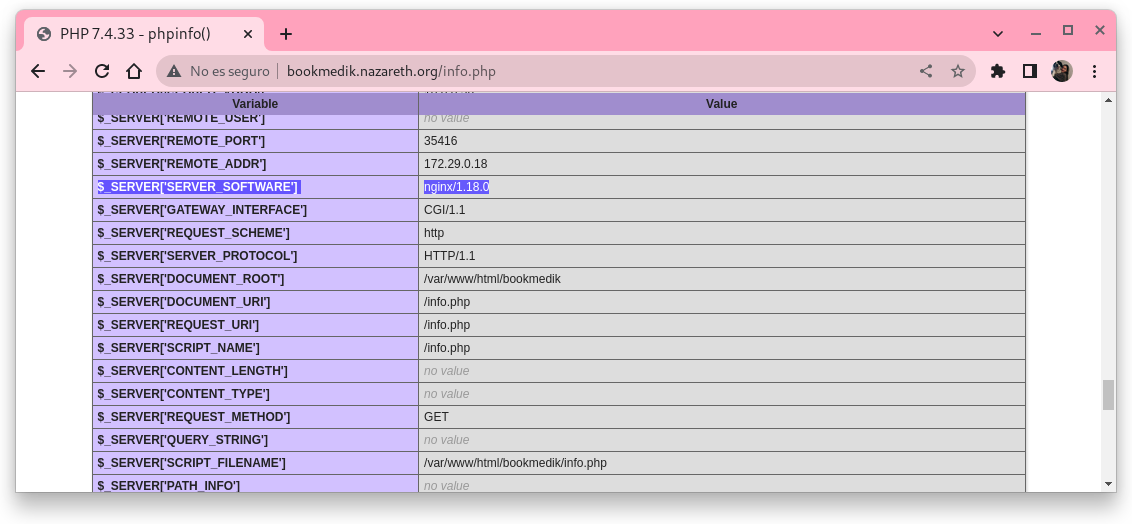 PHP 7.4.33 - phpinfo()
No es seguro bookmedik.nazareth.org/info.php
Variable Value
$_SERVER['REMOTE_USER'] no value
$_SERVER['REMOTE_PORT'] 35416
$_SERVER['REMOTE_ADDR'] 172.29.0.18
$_SERVER['SERVER_SOFTWARE'] nginx/1.18.0
$_SERVER['GATEWAY_INTERFACE'] CGI/1.1
$_SERVER['REQUEST_SCHEME'] http
$_SERVER['SERVER_PROTOCOL'] HTTP/1.1
$_SERVER['DOCUMENT_ROOT'] /var/www/html/bookmedik
$_SERVER['DOCUMENT_URI'] /info.php
$_SERVER['REQUEST_URI'] /info.php
$_SERVER['SCRIPT_NAME'] /info.php
$_SERVER['CONTENT_LENGTH'] no value
$_SERVER['CONTENT_TYPE'] no value
$_SERVER['REQUEST_METHOD'] GET
$_SERVER['QUERY_STRING'] no value
$_SERVER['SCRIPT_FILENAME'] /var/www/html/bookmedik/info.php
$_SERVER['PATH_INFO'] no value